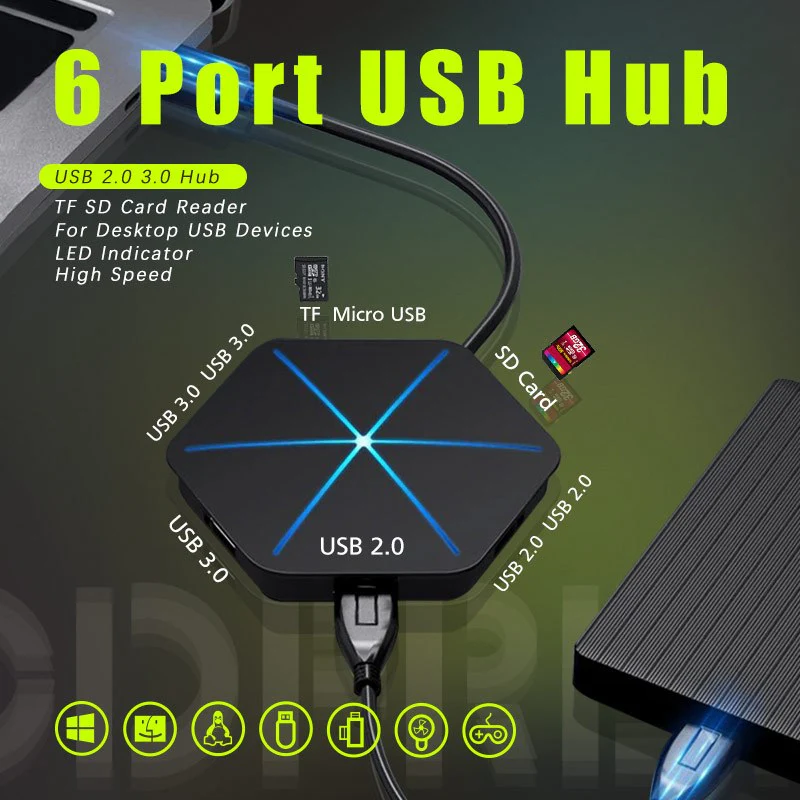 6 Port USB Hub
USB 2.0 3.0 Hub
TF SD Card Reader
For Desktop USB Devices
LED Indicator
High Speed
TF Micro USB
USB 3.0 USB 3.0
SD Card
USB 3.0
USB 2.0
USB 2.0 USB 2.0
SONY
32GB